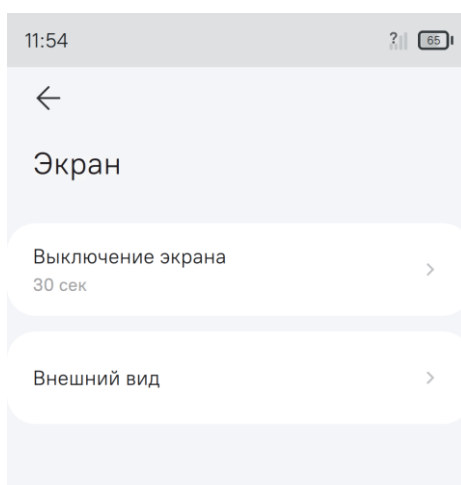 11:54
? 65
Экран
Выключение экрана
30 сек
Внешний вид